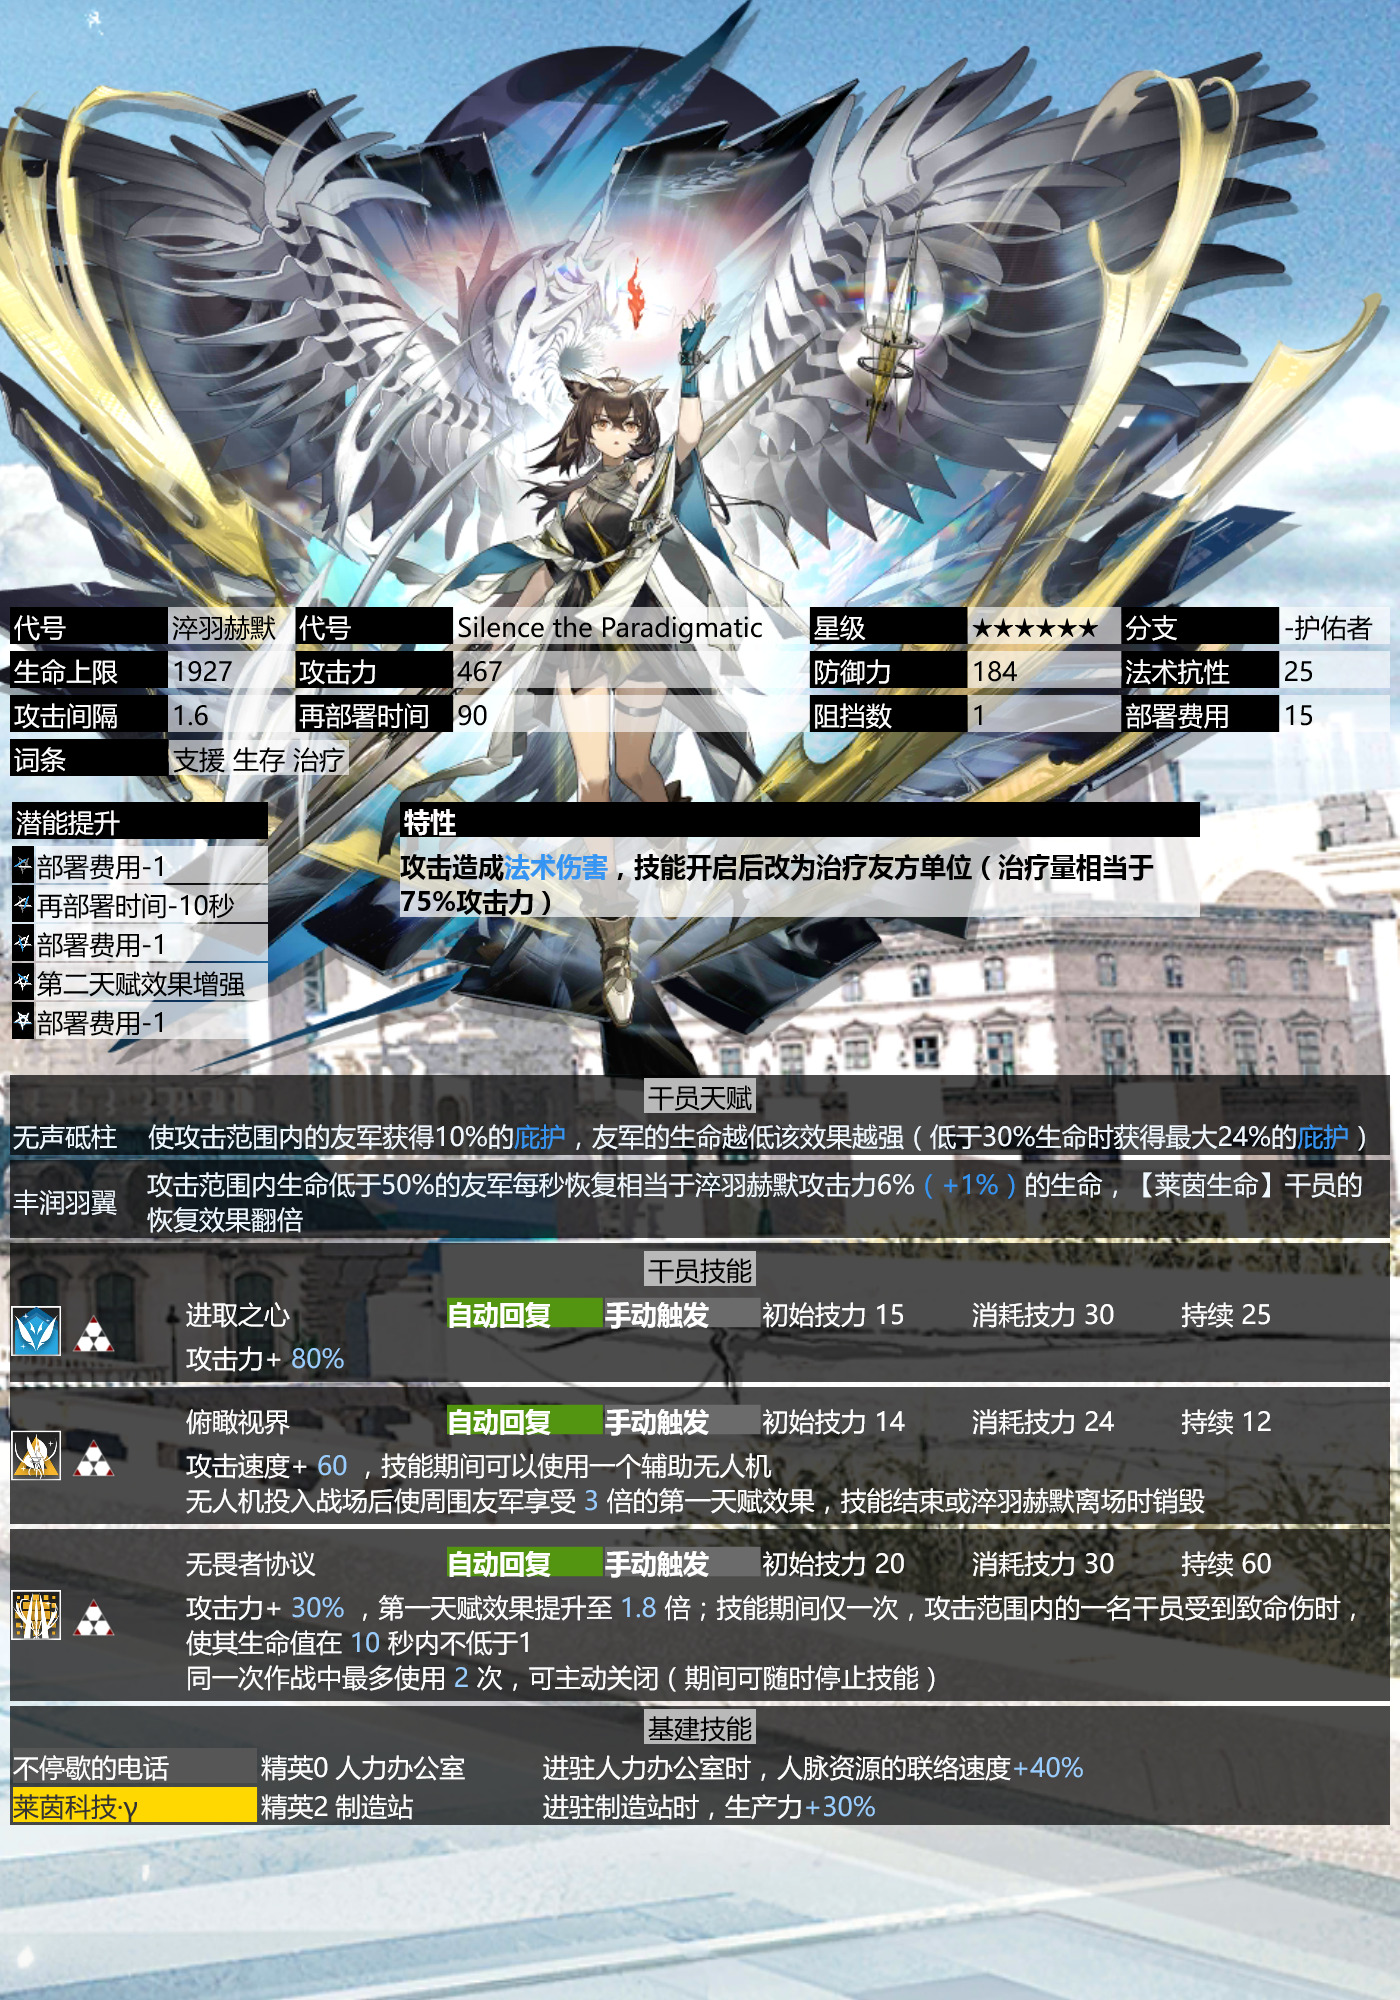 代号 淬羽赫默 代号 Silence the Paradigmatic 星级 ★★★★★★ 分支 -护佑者
生命上限 1927 攻击力 467 防御力 184 法术抗性 25
攻击间隔 1.6 再部署时间 90 阻挡数 1 部署费用 15
词条 支援 生存 治疗
潜能提升
部署费用-1
再部署时间-10秒
部署费用-1
第二天赋效果增强
部署费用-1
特性
攻击造成法术伤害，技能开启后改为治疗友方单位（治疗量相当于
75%攻击力）
干员天赋
无声砥柱 使攻击范围内的友军获得10%的庇护，友军的生命越低该效果越强（低于30%生命时获得最大24%的庇护）
丰润羽翼 攻击范围内生命低于50%的友军每秒恢复相当于淬羽赫默攻击力6%（+1%）的生命，【莱茵生命】干员的
恢复效果翻倍
干员技能
进取之心 自动回复 手动触发 初始技力 15 消耗技力 30 持续 25
攻击力+ 80%
俯瞰视界 自动回复 手动触发 初始技力 14 消耗技力 24 持续 12
攻击速度+ 60 ，技能期间可以使用一个辅助无人机
无人机投入战场后使周围友军享受 3 倍的第一天赋效果，技能结束或淬羽赫默离场时销毁
无畏者协议 自动回复 手动触发 初始技力 20 消耗技力 30 持续 60
攻击力+ 30% ，第一天赋效果提升至 1.8 倍；技能期间仅一次，攻击范围内的一名干员受到致命伤时，
使其生命值在 10 秒内不低于1
同一次作战中最多使用 2 次，可主动关闭（期间可随时停止技能）
基建技能
不停歇的电话 精英0 人力办公室 进驻人力办公室时，人脉资源的联络速度+40%
莱茵科技·γ 精英2 制造站 进驻制造站时，生产力+30%